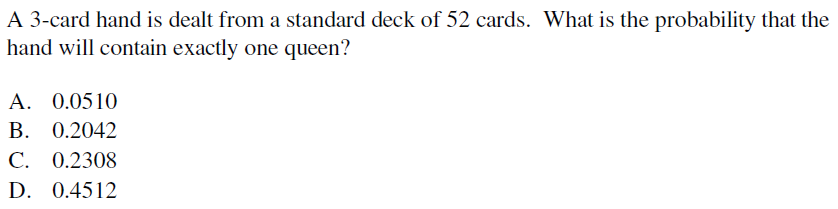 A 3-card hand is dealt from a standard deck of 52 cards. What is the probability that the
hand will contain exactly one queen?
A. 0.0510
B. 0.2042
C. 0.2308
D. 0.4512